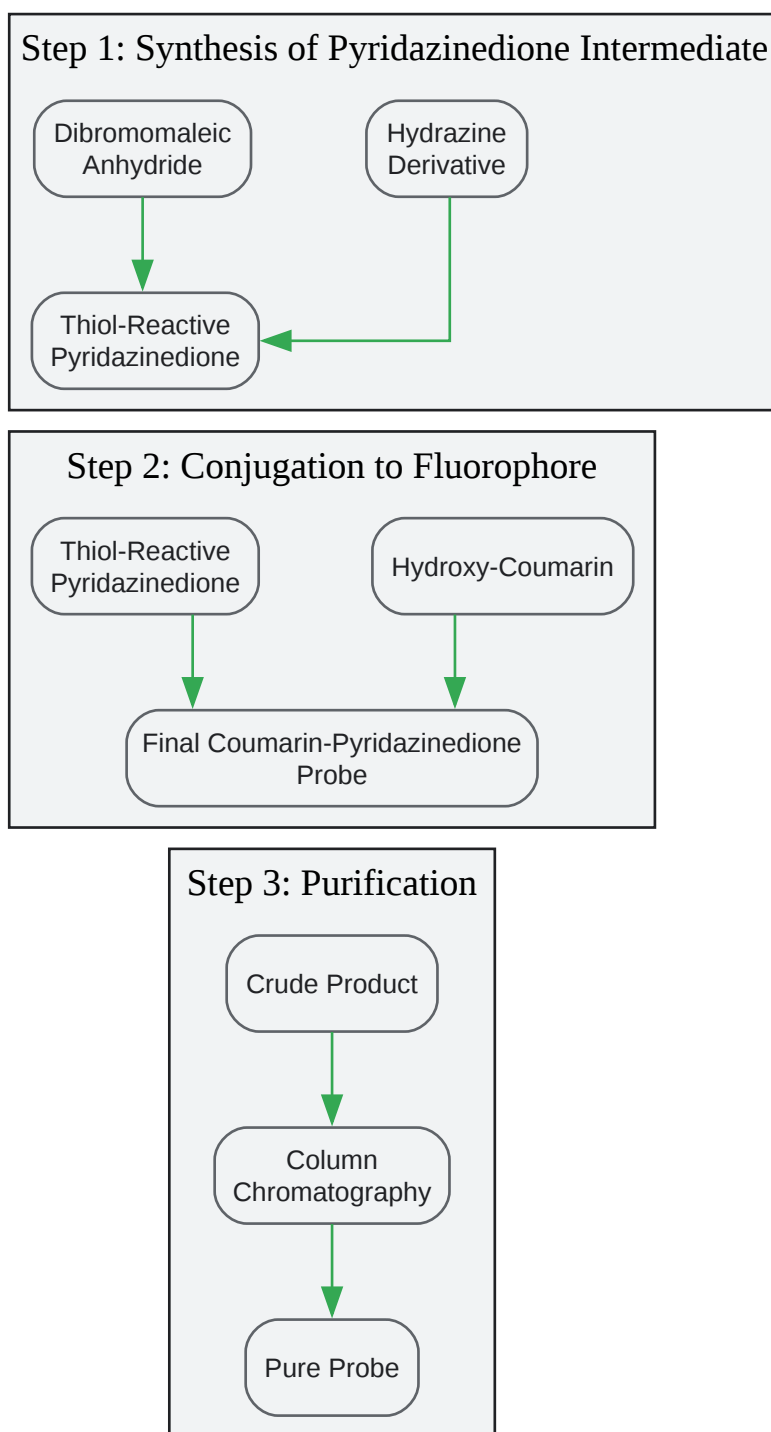 Step 1: Synthesis of Pyridazinedione Intermediate
Dibromomaleic
Anhydride
Hydrazine
Derivative
Thiol-Reactive
Pyridazinedione
Step 2: Conjugation to Fluorophore
Thiol-Reactive
Pyridazinedione
Hydroxy-Coumarin
Final Coumarin-Pyridazinedione
Probe
Step 3: Purification
Crude Product
Column
Chromatography
Pure Probe